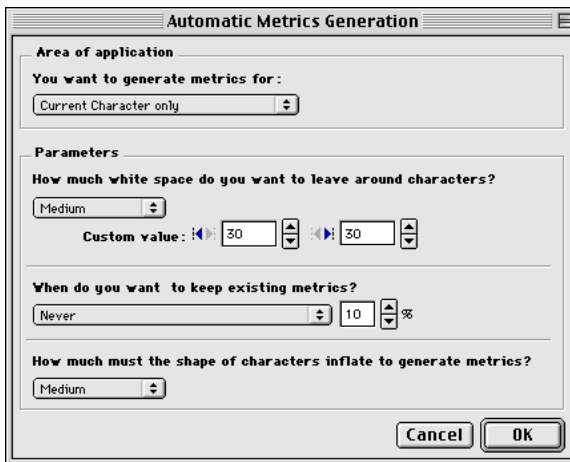 Automatic Metrics Generation
Area of application
You want to generate metrics for:
Current Character only
Parameters
How much white space do you want to leave around characters?
Medium
Custom value: 30 30
When do you want to keep existing metrics?
Never 10 %
How much must the shape of characters inflate to generate metrics?
Medium
Cancel OK